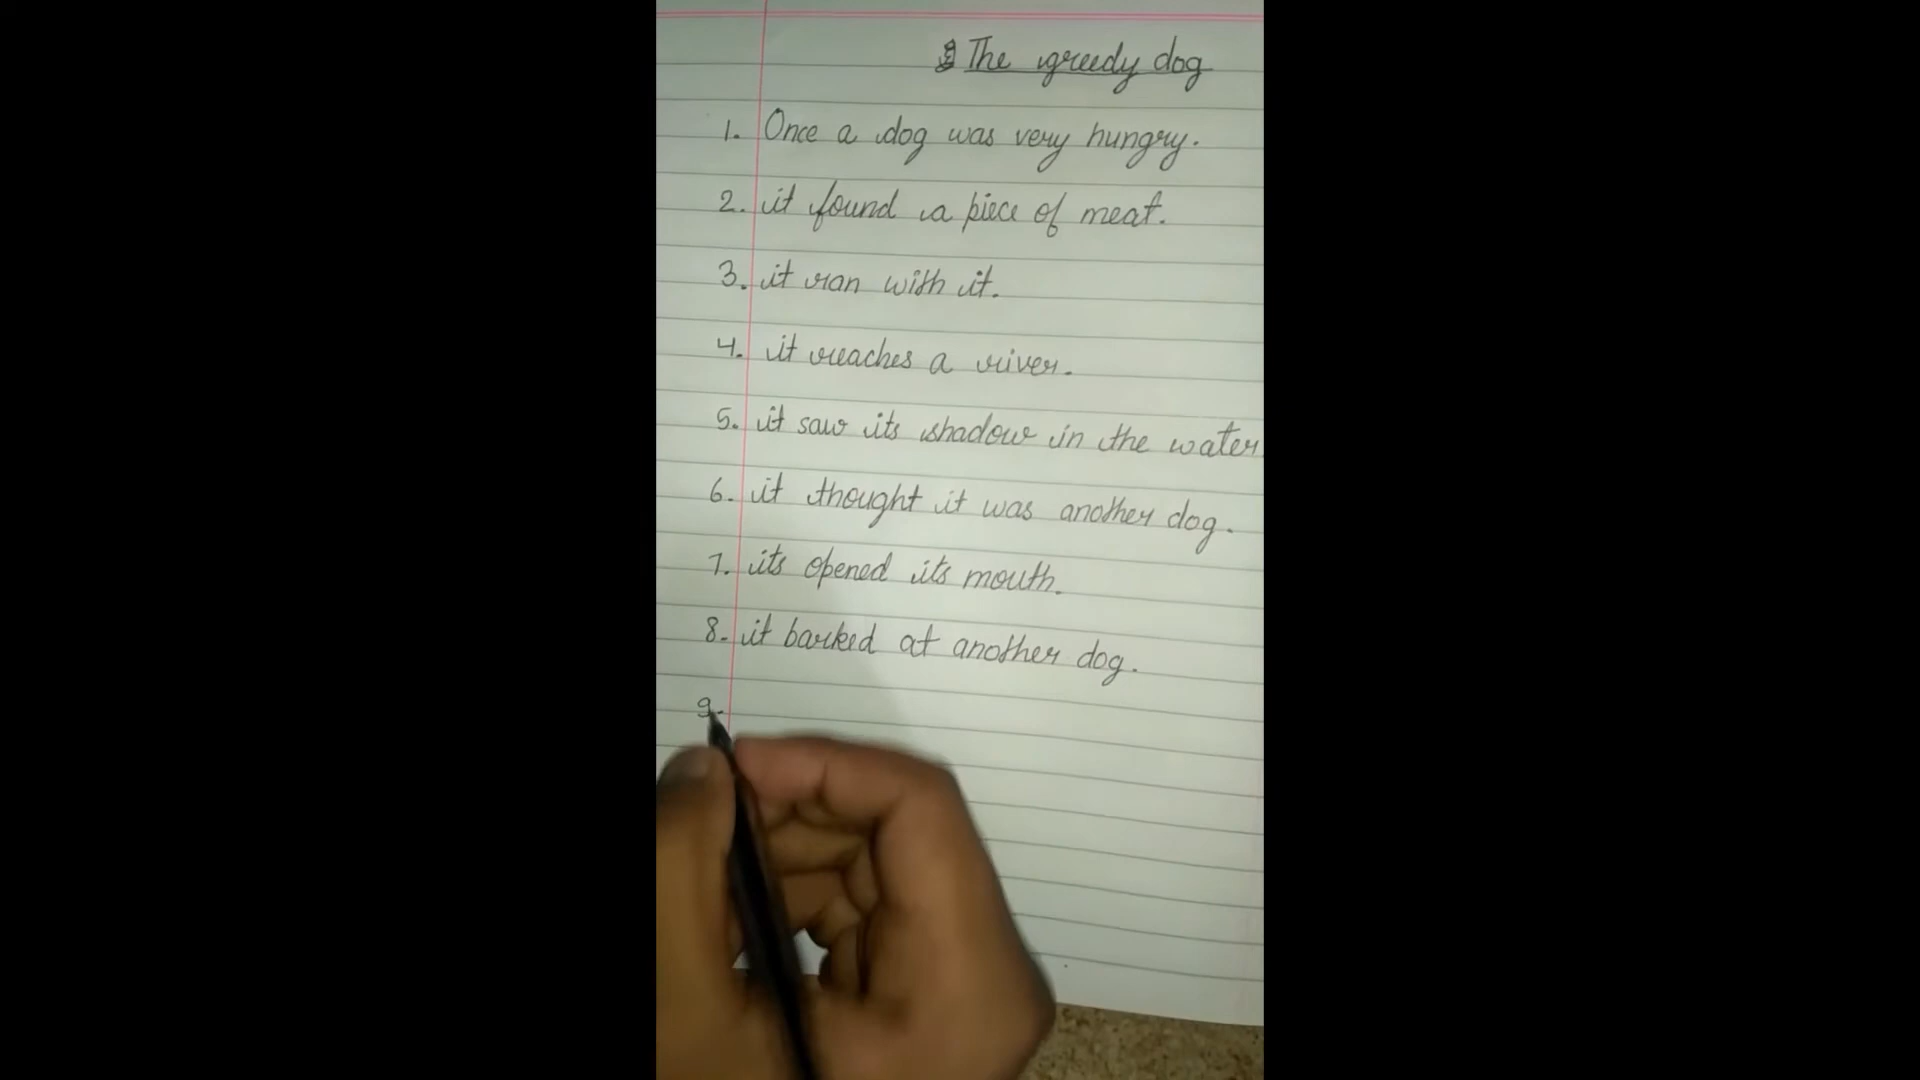 The greedy dog
1. Once a dog was very hungry.
2. it found a piece of meat.
3. it ran with it.
4. it reaches a river.
5. it saw its shadow in the water.
6. it thought it was another dog.
7. its opened its mouth.
8. it barked at another dog.
9.